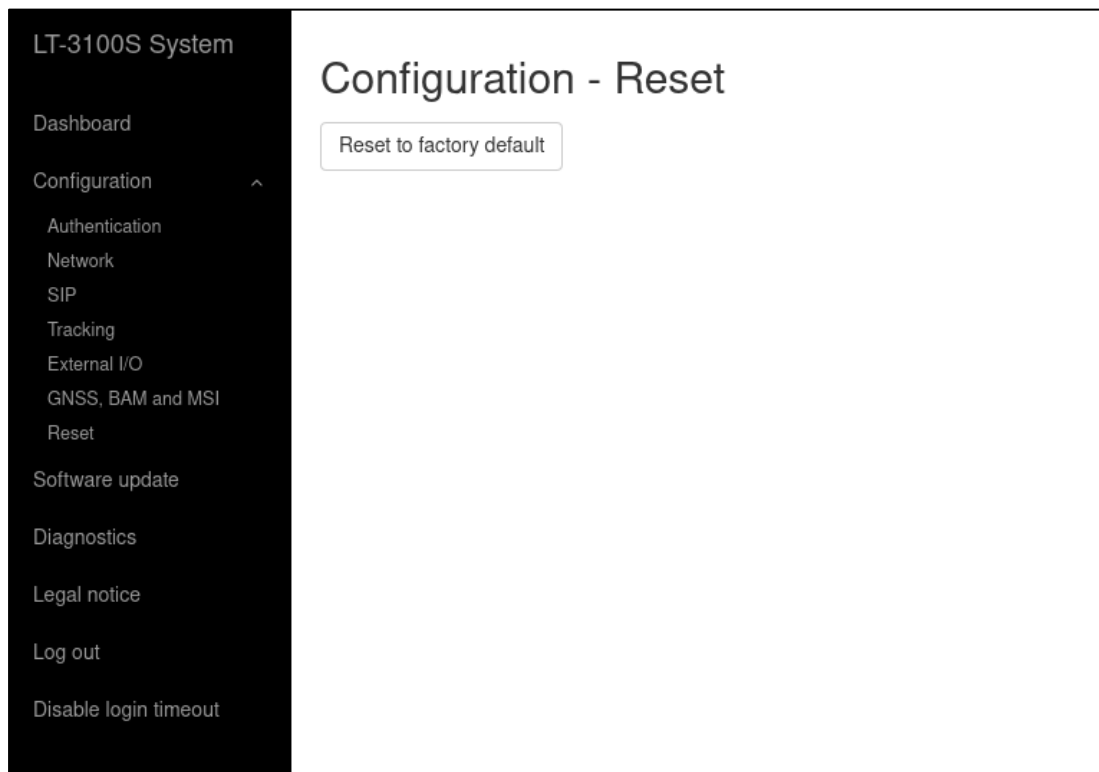 LT-3100S System
Dashboard
Configuration
Authentication
Network
SIP
Tracking
External I/O
GNSS, BAM and MSI
Reset
Software update
Diagnostics
Legal notice
Log out
Disable login timeout
Configuration - Reset
Reset to factory default